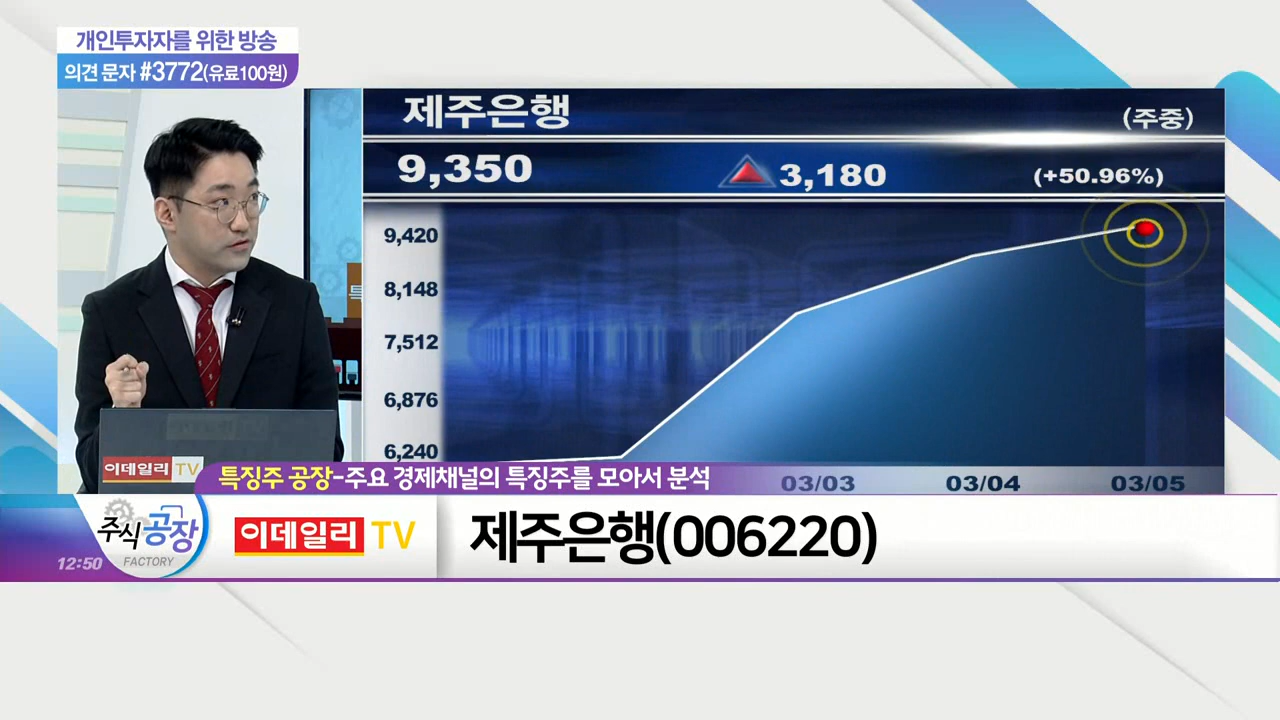 개인투자자를 위한 방송
의견 문자 #3772(유료100원)
제주은행
(주중)
9,350
3,180
(+50.96%)
9,420
8,148
7,512
6,876
6,240
03/03
03/04
03/05
특
이데일리 TV
특징주 공장-주요 경제채널의 특징주를 모아서 분석
주식공장
FACTORY
12:50
이데일리 TV
제주은행(006220)